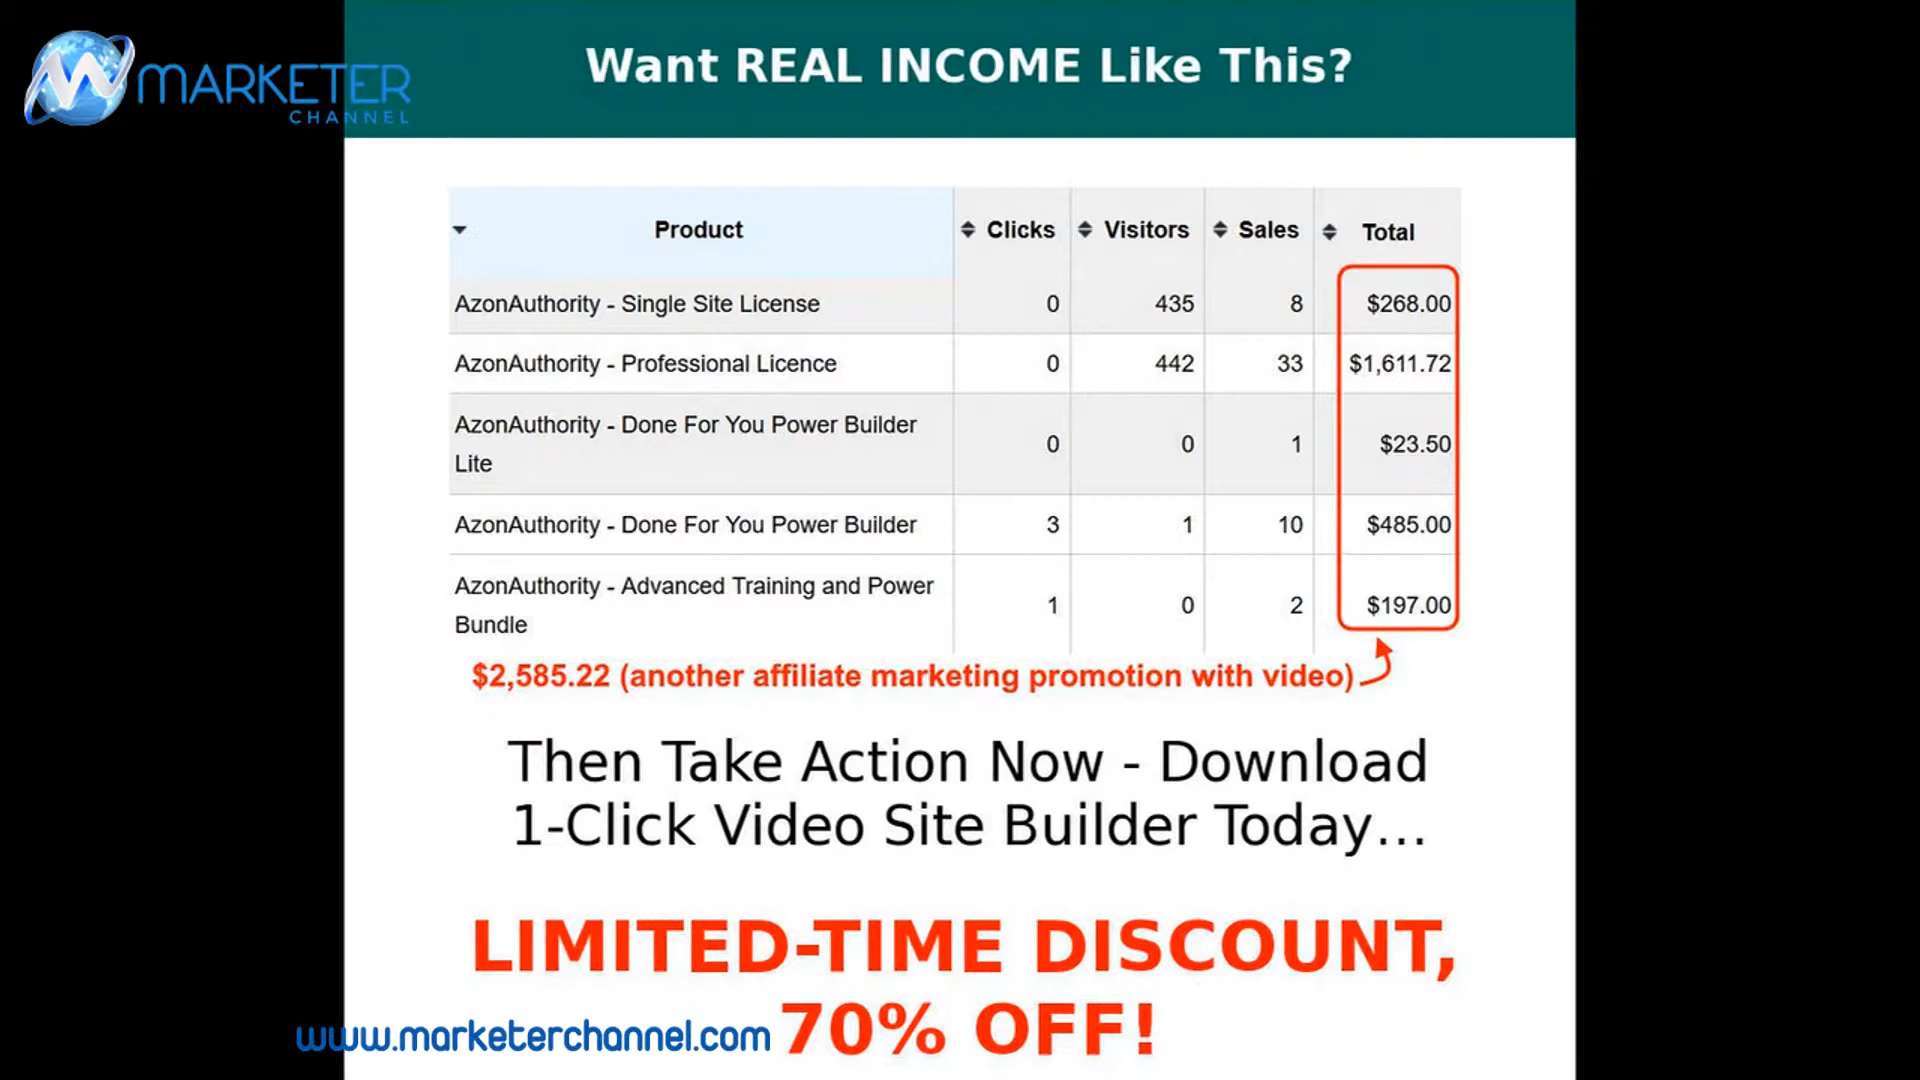 MARKETER
CHANNEL
Want REAL INCOME Like This?
Product Clicks Visitors Sales Total
AzonAuthority - Single Site License 0 435 8 $268.00
AzonAuthority - Professional Licence 0 442 33 $1,611.72
AzonAuthority - Done For You Power Builder
Lite 0 0 1 $23.50
AzonAuthority - Done For You Power Builder 3 1 10 $485.00
AzonAuthority - Advanced Training and Power
Bundle 1 0 2 $197.00
$2,585.22 (another affiliate marketing promotion with video)
Then Take Action Now - Download
1-Click Video Site Builder Today...
LIMITED-TIME DISCOUNT,
70% OFF!
www.marketerchannel.com